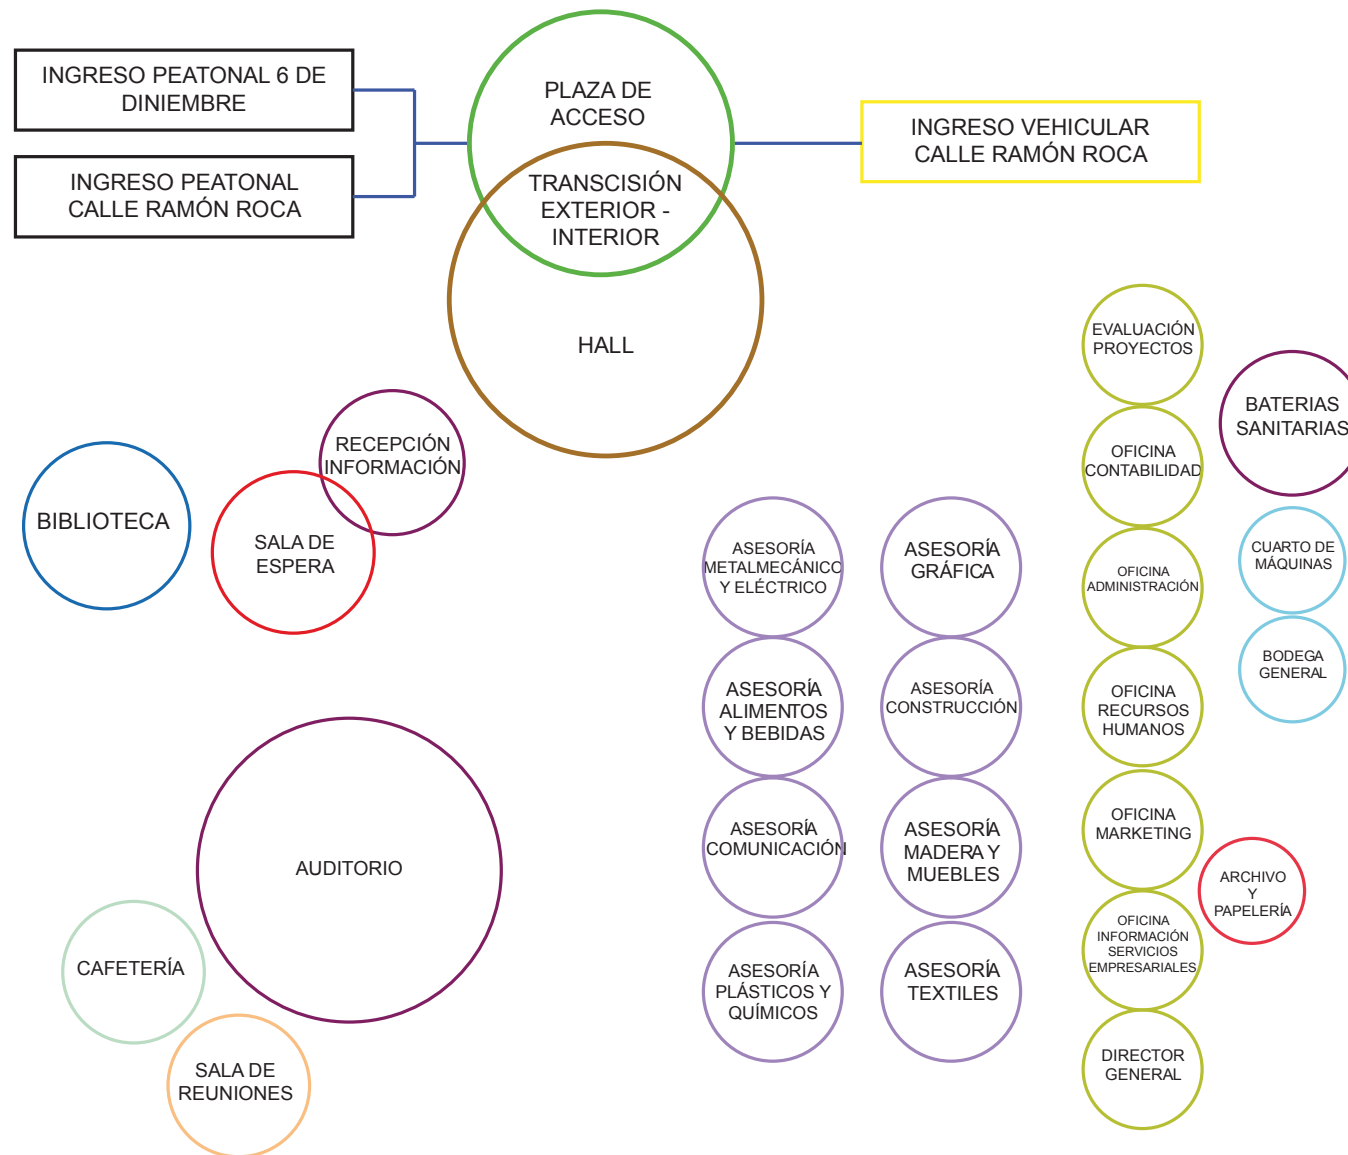 INGRESO PEATONAL 6 DE
DINIEMBRE
INGRESO PEATONAL
CALLE RAMÓN ROCA
PLAZA DE
ACCESO
TRANSCISIÓN
EXTERIOR -
INTERIOR
HALL
INGRESO VEHICULAR
CALLE RAMÓN ROCA
RECEPCIÓN
INFORMACIÓN
BIBLIOTECA
SALA DE
ESPERA
AUDITORIO
CAFETERÍA
SALA DE
REUNIONES
ASESORÍA
METALMECÁNICO
Y ELÉCTRICO
ASESORÍA
ALIMENTOS
Y BEBIDAS
ASESORÍA
COMUNICACIÓN
ASESORÍA
PLÁSTICOS Y
QUÍMICOS
ASESORÍA
GRÁFICA
ASESORÍA
CONSTRUCCIÓN
ASESORÍA
MADERA Y
MUEBLES
ASESORÍA
TEXTILES
EVALUACIÓN
PROYECTOS
OFICINA
CONTABILIDAD
OFICINA
ADMINISTRACIÓN
OFICINA
RECURSOS
HUMANOS
OFICINA
MARKETING
OFICINA
INFORMACIÓN
SERVICIOS
EMPRESARIALES
DIRECTOR
GENERAL
BATERIAS
SANITARIAS
CUARTO DE
MÁQUINAS
BODEGA
GENERAL
ARCHIVO
Y
PAPELERÍA